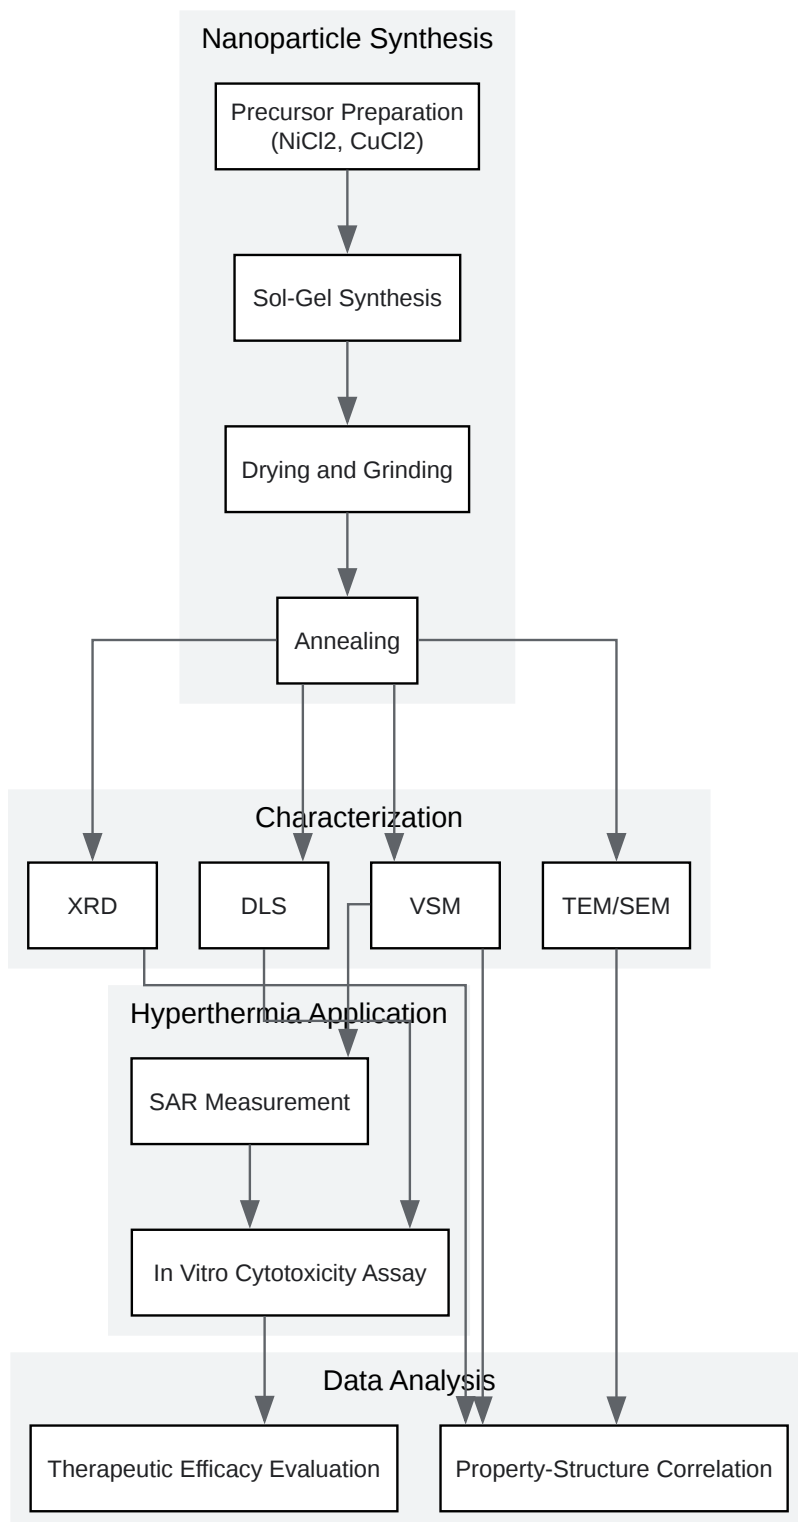 Nanoparticle Synthesis
Precursor Preparation
(NiCl2, CuCl2)
Sol-Gel Synthesis
Drying and Grinding
Annealing
Characterization
XRD
DLS
VSM
TEM/SEM
Hyperthermia Application
SAR Measurement
In Vitro Cytotoxicity Assay
Data Analysis
Therapeutic Efficacy Evaluation
Property-Structure Correlation